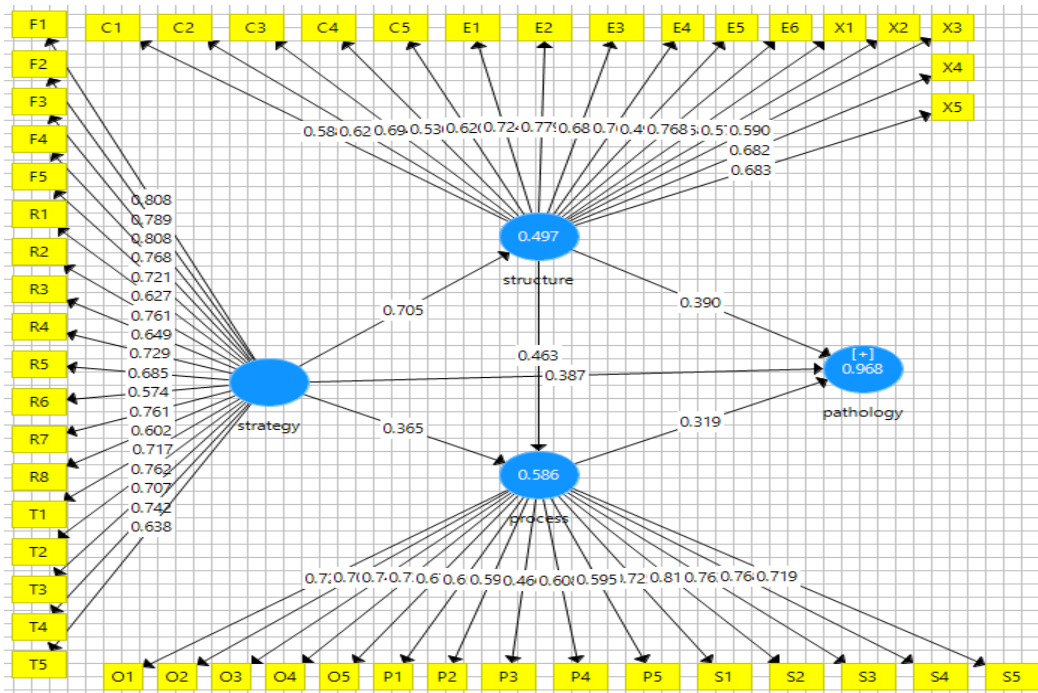 F1 C1 C2 C3 C4 C5 E1 E2 E3 E4 E5 E6 X1 X2 X3
F2 X4
F3 X5
F4 0.768 0.590
0.682
F5 0.683
0.808
R1 0.789
0.808
R2 0.768 0.497
0.721 structure
R3 0.627
0.761 0.705 0.390
R4 0.649
0.729 0.463 [+]
R5 0.685 0.387 0.968
R6 0.574
0.761 pathology
R7 0.602 strategy 0.365 0.319
0.717
R8 0.762 0.586
0.707
T1 0.742 process
0.638
T2
0.595 0.719
T3
T4
T5 O1 O2 O3 O4 O5 P1 P2 P3 P4 P5 S1 S2 S3 S4 S5